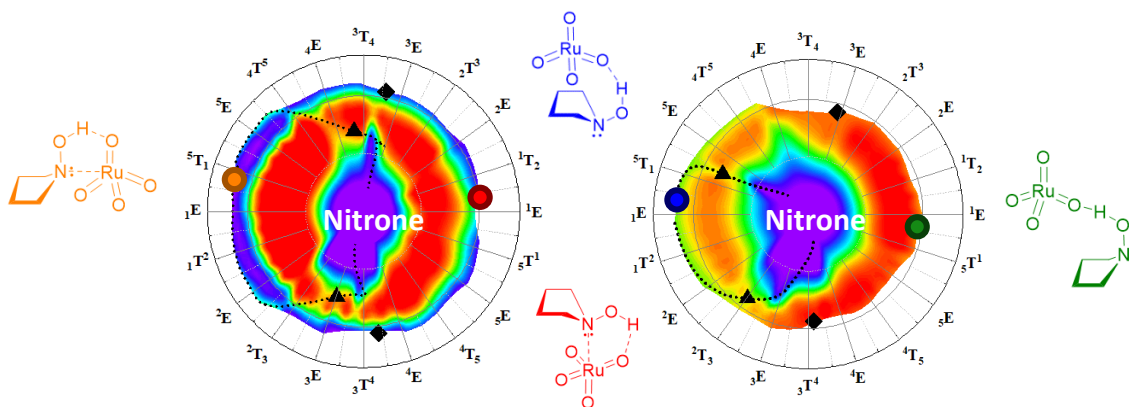 ³T₄
³E
₂T³
₂E
¹T₂
¹E
₅T¹
₅E
⁴T₅
⁴E
₃T⁴
₃E
²T₃
²E
₁T²
₁E
⁵T₁
⁵E
₄T⁵
₄E
Nitrone
O H O
N: Ru O
O O
O
Ru
O O
O H
O
N
N O H
O O
Ru
O O
³T₄
³E
₂T³
₂E
¹T₂
¹E
₅T¹
₅E
⁴T₅
⁴E
₃T⁴
₃E
²T₃
²E
₁T²
₁E
⁵T₁
⁵E
₄T⁵
₄E
Nitrone
O
O Ru O H O
O
N